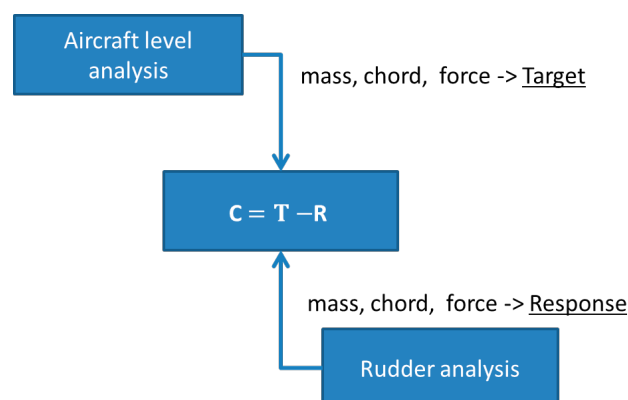 Aircraft level
analysis
mass, chord,  force -> Target
C = T −R
mass, chord,  force -> Response
Rudder analysis